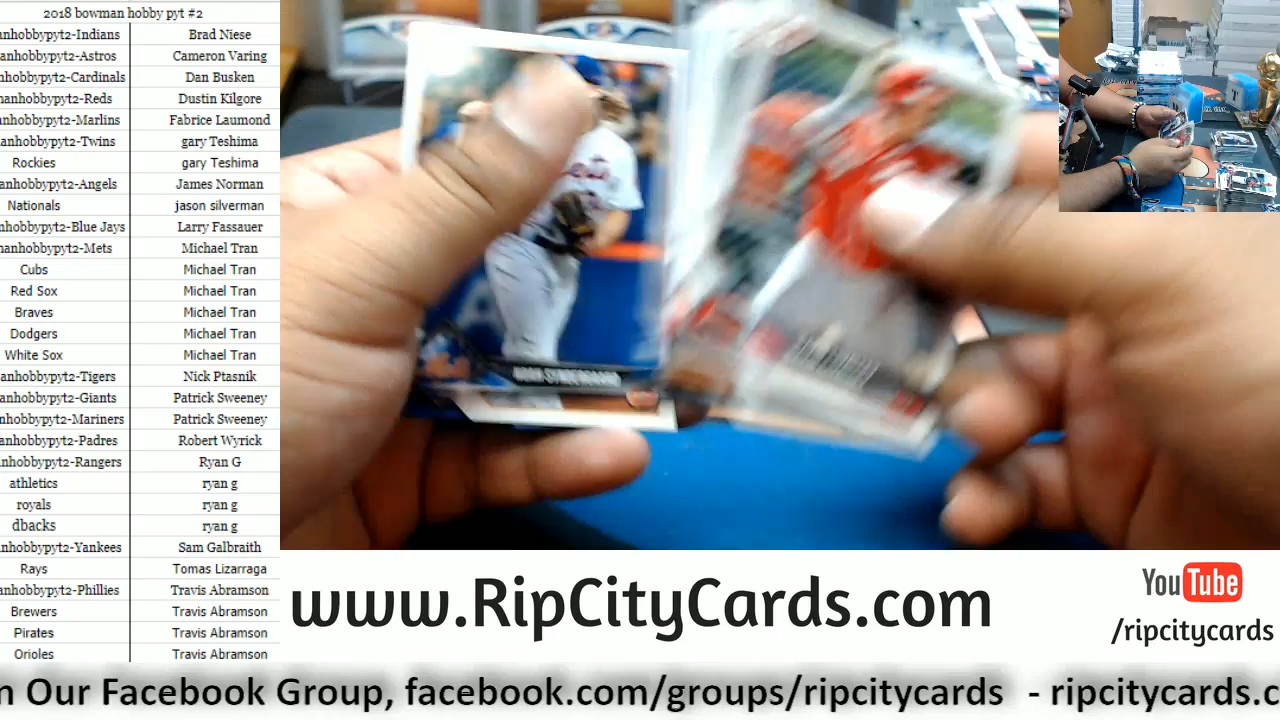 2018 bowman hobby pyt #2
anhobbypyt2-Indians Brad Niese
anhobbypyt2-Astros Cameron Varing
nhobbypyt2-Cardinals Dan Busken
nanhobbypyt2-Reds Dustin Kilgore
anhobbypyt2-Marlins Fabrice Laumond
anhobbypyt2-Twins gary Teshima
Rockies gary Teshima
anhobbypyt2-Angels James Norman
Nationals jason silverman
nhobbypyt2-Blue Jays Larry Fassauer
manhobbypyt2-Mets Michael Tran
Cubs Michael Tran
Red Sox Michael Tran
Braves Michael Tran
Dodgers Michael Tran
White Sox Michael Tran
anhobbypyt2-Tigers Nick Ptasnik
anhobbypyt2-Giants Patrick Sweeney
nhobbypyt2-Mariners Patrick Sweeney
anhobbypyt2-Padres Robert Wyrick
nhobbypyt2-Rangers Ryan G
athletics ryan g
royals ryan g
dbacks ryan g
nhobbypyt2-Yankees Sam Galbraith
Rays Tomas Lizarraga
nhobbypyt2-Phillies Travis Abramson
Brewers Travis Abramson
Pirates Travis Abramson
Orioles Travis Abramson
www.RipCityCards.com
YouTube
/ripcitycards
n Our Facebook Group, facebook.com/groups/ripcitycards - ripcitycards.c